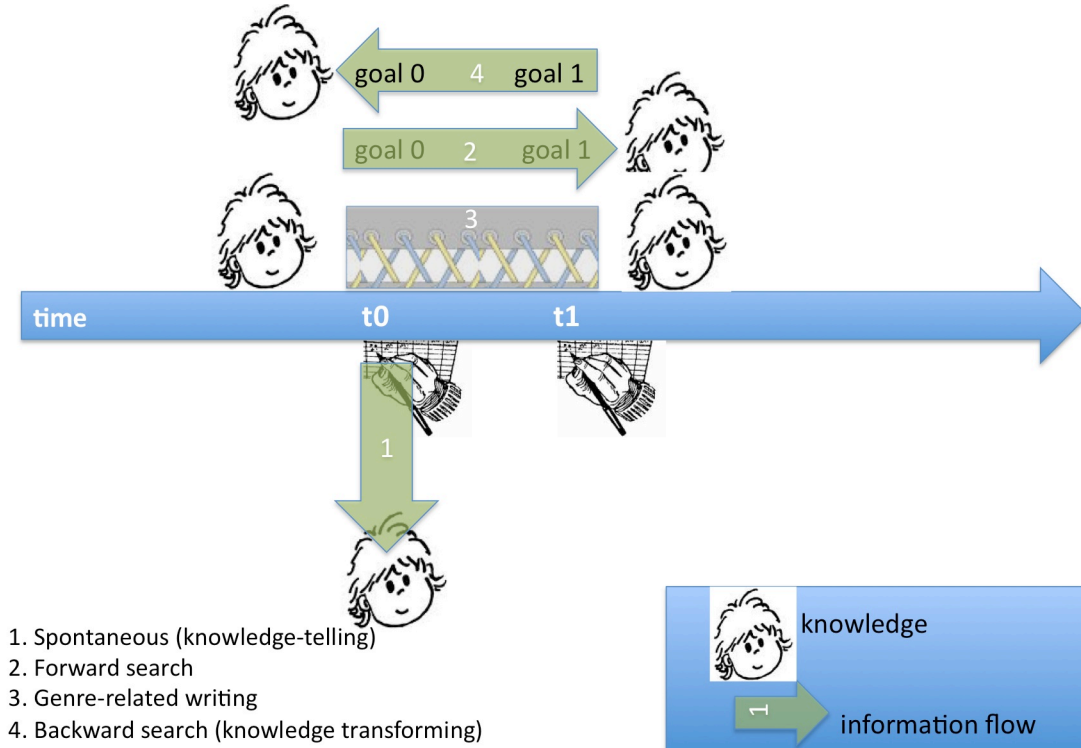 goal 0 4 goal 1
goal 0 2 goal 1
3
time t0 t1
1
1. Spontaneous (knowledge-telling)
2. Forward search
3. Genre-related writing
4. Backward search (knowledge transforming)
knowledge
1
information flow